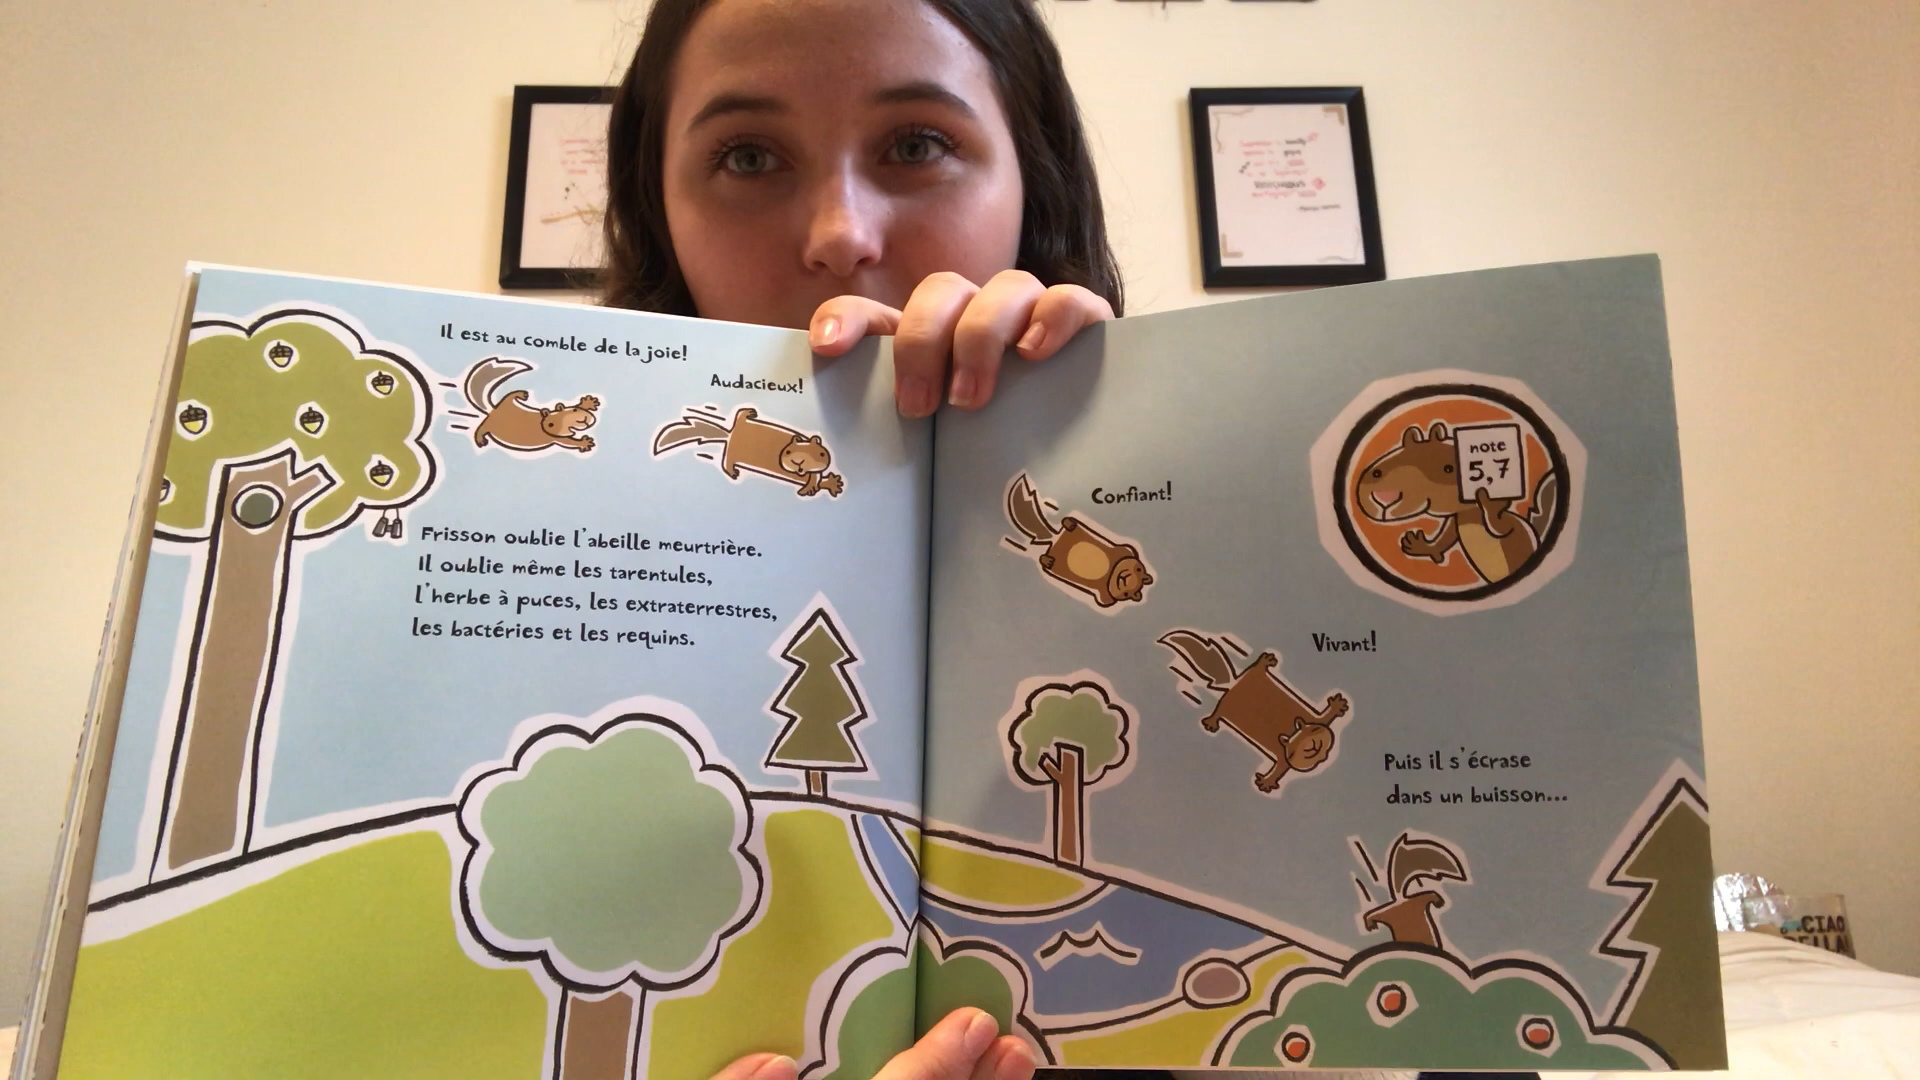 Il est au comble de la joie!
Audacieux!
Frisson oublie l'abeille meurtrière.
Il oublie même les tarentules,
l'herbe à puces, les extraterrestres,
les bactéries et les requins.
Confiant!
note
5,7
Vivant!
Puis il s'écrase
dans un buisson...
CIAO
BELLA